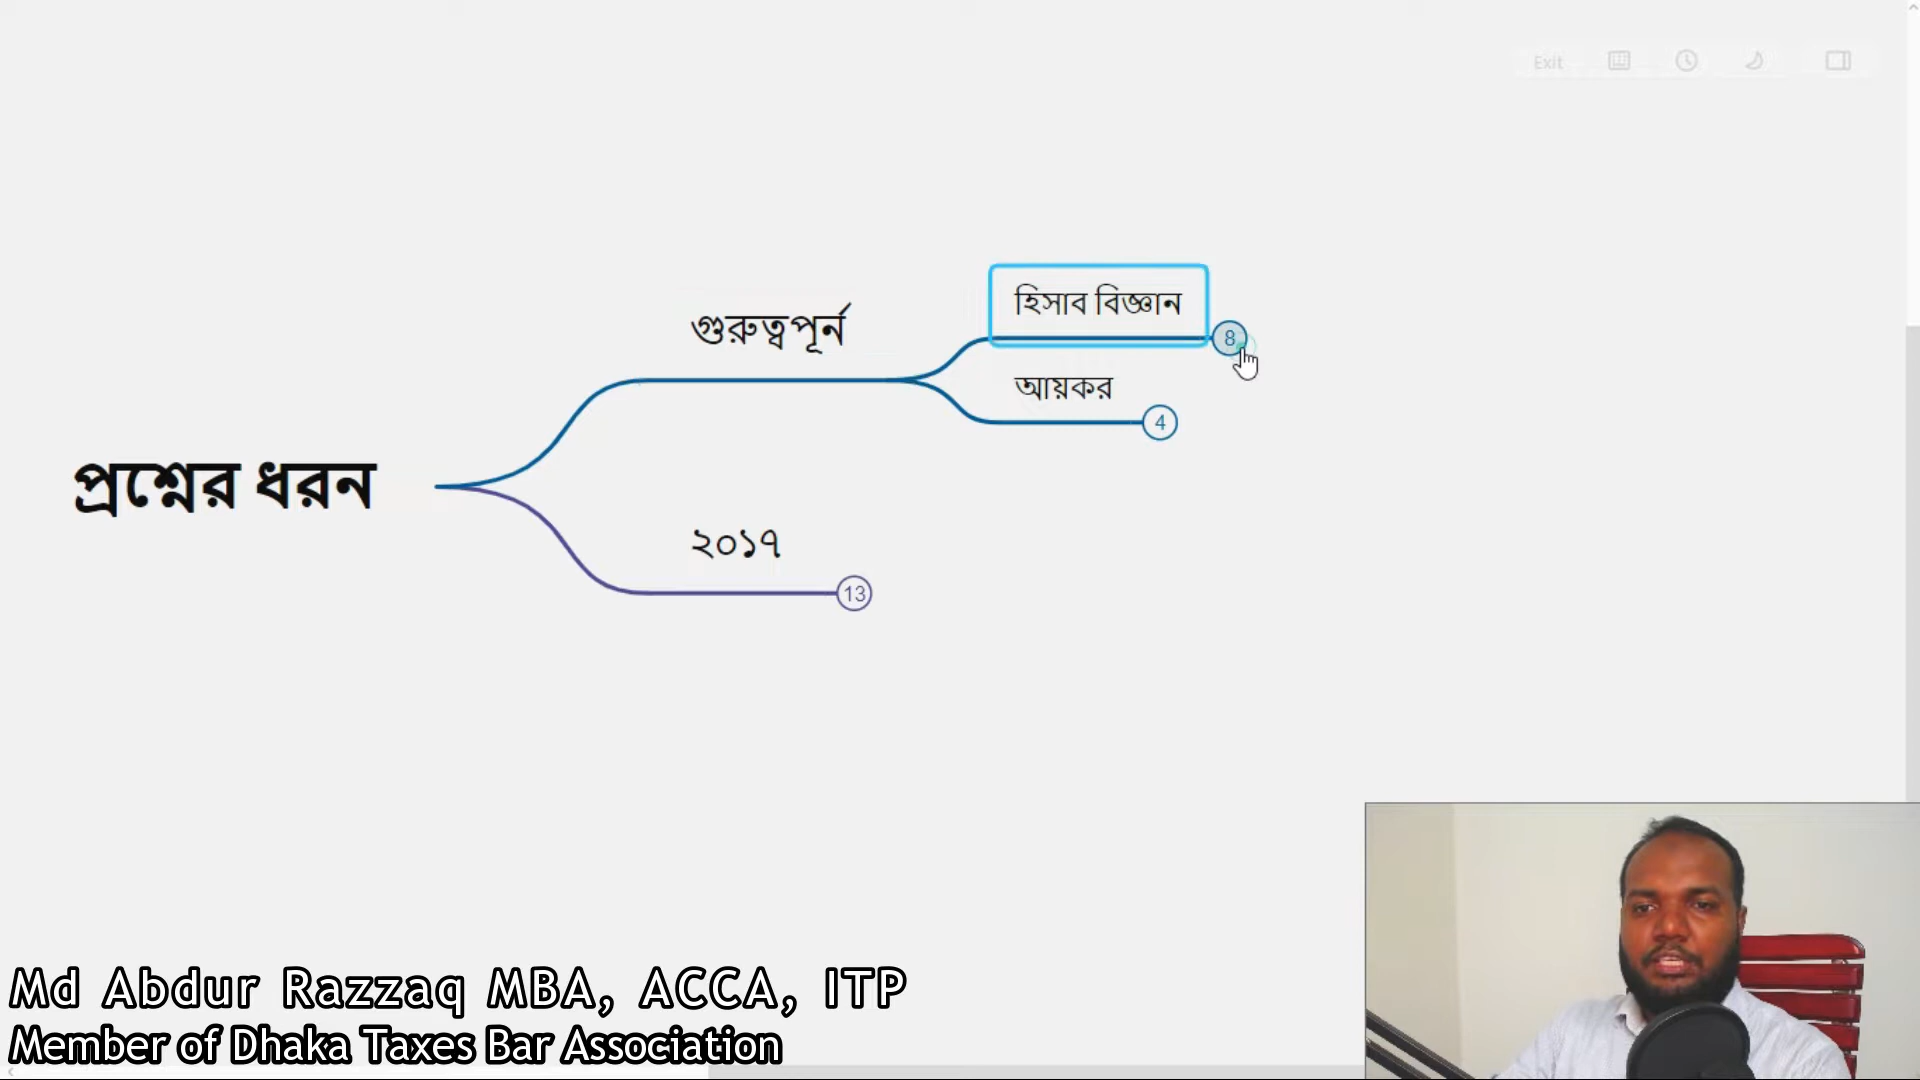 Exit
হিসাব বিজ্ঞান
8
গুরুত্বপূর্ন
আয়কর
4
প্রশ্নের ধরন
২০১৭
13
Md Abdur Razzaq MBA, ACCA, ITP
Member of Dhaka Taxes Bar Association